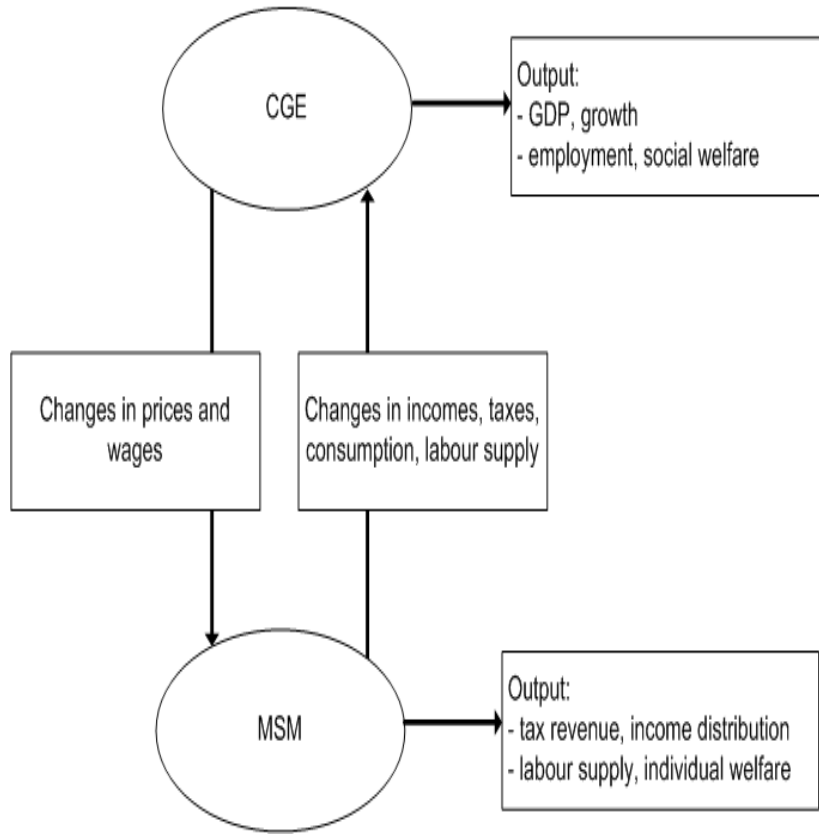 CGE
Output:
- GDP, growth
- employment, social welfare
Changes in prices and
wages
Changes in incomes, taxes,
consumption, labour supply
MSM
Output:
- tax revenue, income distribution
- labour supply, individual welfare